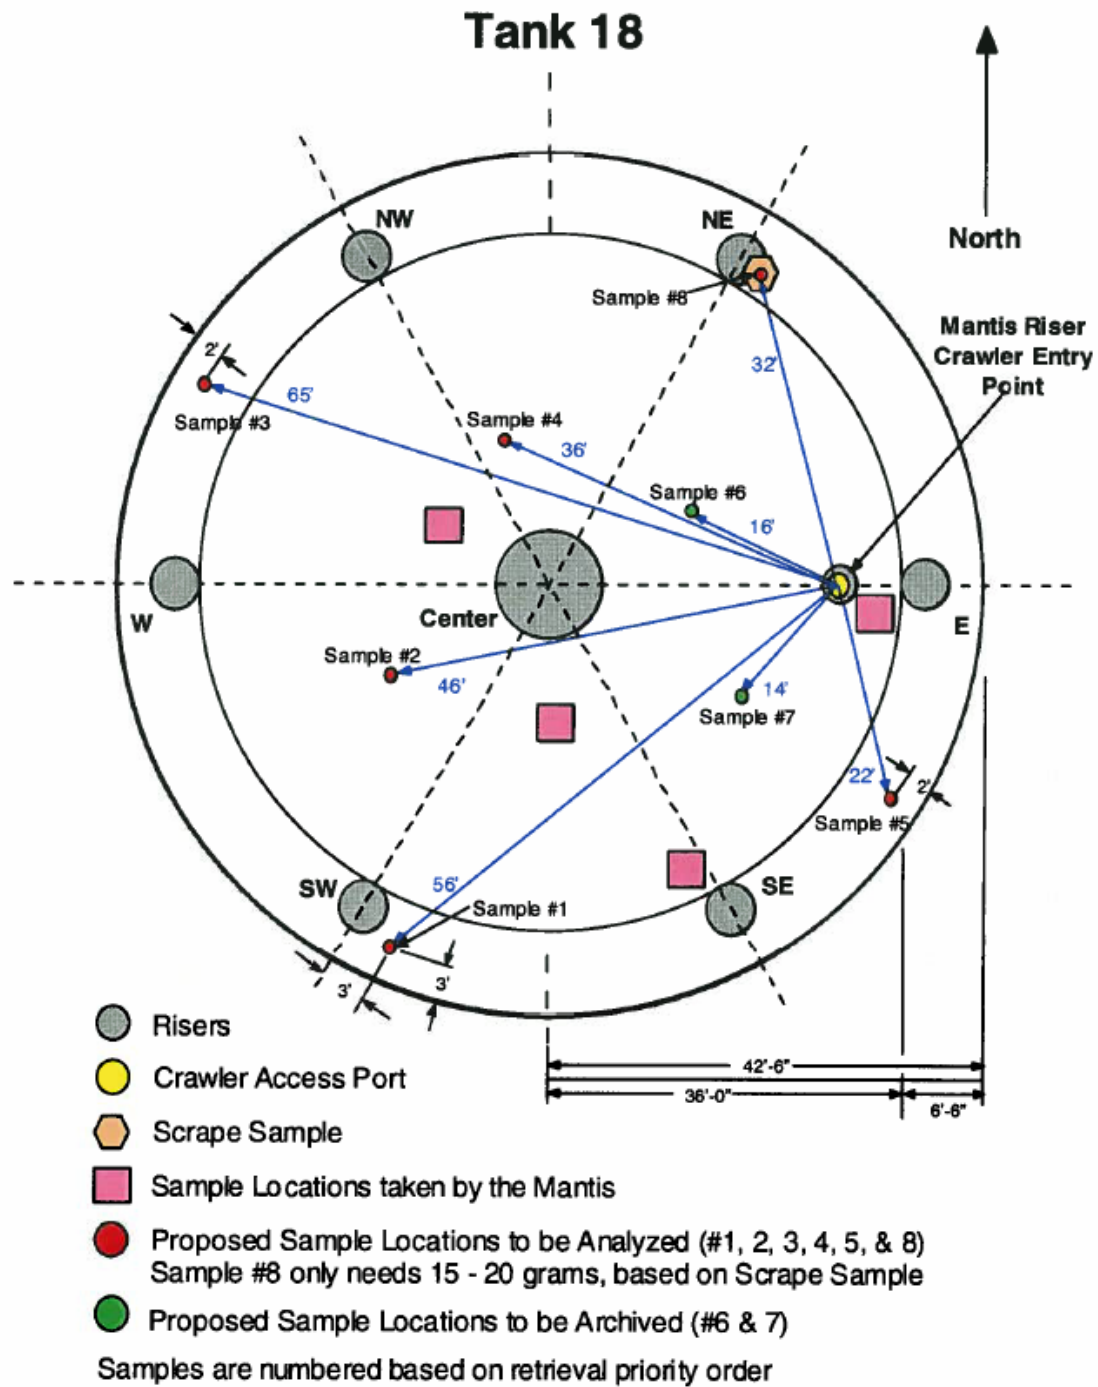 Tank 18
North
NW
NE
Sample #8
Mantis Riser
Crawler Entry
Point
2'
65'
32'
Sample #3
Sample #4
36'
Sample #6
16'
W
Center
E
Sample #2
46'
14'
Sample #7
22'
2'
Sample #5
SW
56'
SE
Sample #1
3'
3'
42'-6"
36'-0"
6'-6"
Risers
Crawler Access Port
Scrape Sample
Sample Locations taken by the Mantis
Proposed Sample Locations to be Analyzed (#1, 2, 3, 4, 5, & 8)
Sample #8 only needs 15 - 20 grams, based on Scrape Sample
Proposed Sample Locations to be Archived (#6 & 7)
Samples are numbered based on retrieval priority order